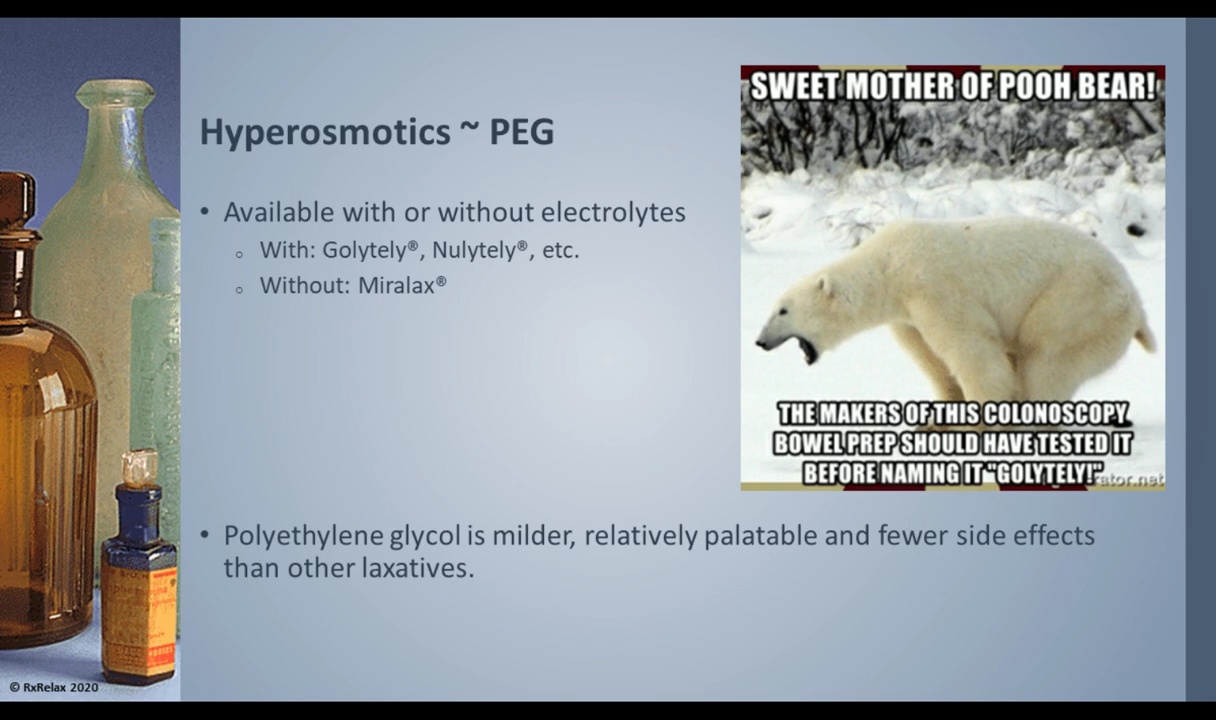 Hyperosmotics ~ PEG
• Available with or without electrolytes
○ With: Golytely®, Nulytely®, etc.
○ Without: Miralax®
SWEET MOTHER OF POOH BEAR!
THE MAKERS OF THIS COLONOSCOPY
BOWEL PREP SHOULD HAVE TESTED IT
BEFORE NAMING IT "GOLYTELY!"
rator.net
• Polyethylene glycol is milder, relatively palatable and fewer side effects
than other laxatives.
© RxRelax 2020